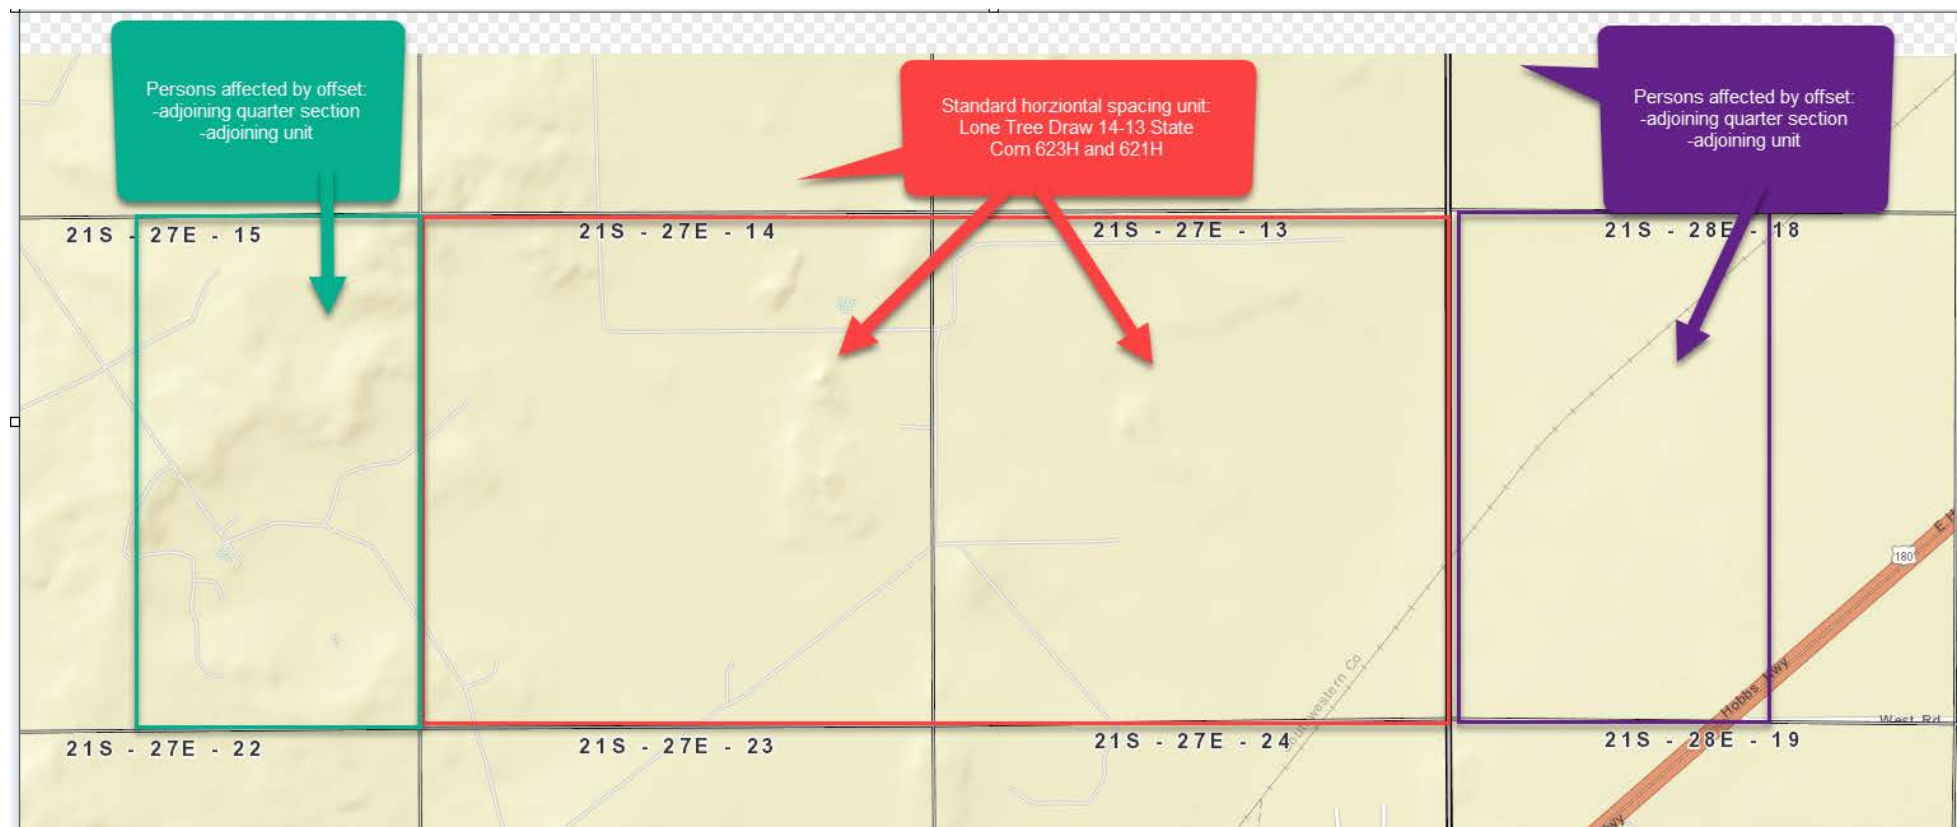 Persons affected by offset:
-adjoining quarter section
-adjoining unit
Standard horziontal spacing unit:
Lone Tree Draw 14-13 State
Com 623H and 621H
Persons affected by offset:
-adjoining quarter section
-adjoining unit
21S - 27E - 15
21S - 27E - 14
21S - 27E - 13
21S - 28E - 18
180
E H
Hobbs Hwy
Southwestern Co
West Rd
21S - 27E - 22
21S - 27E - 23
21S - 27E - 24
21S - 28E - 19
wy